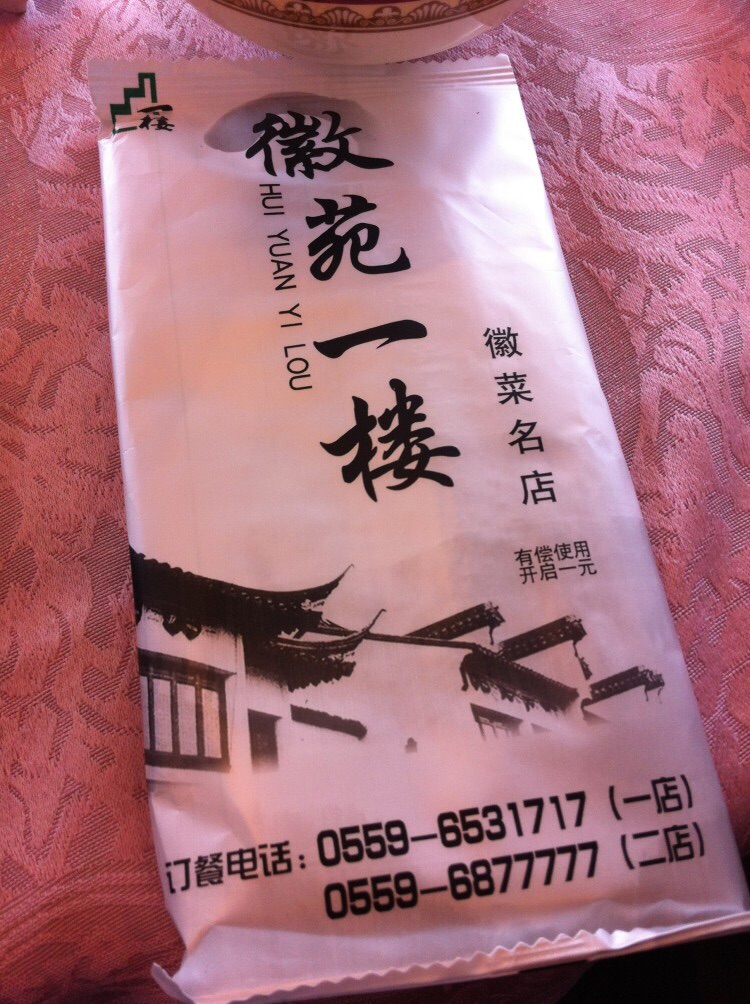 一楼
徽苑一楼
HUI YUAN YI LOU
徽菜名店
有偿使用
开启一元
订餐电话：0559-6531717（一店）
0559-6877777（二店）